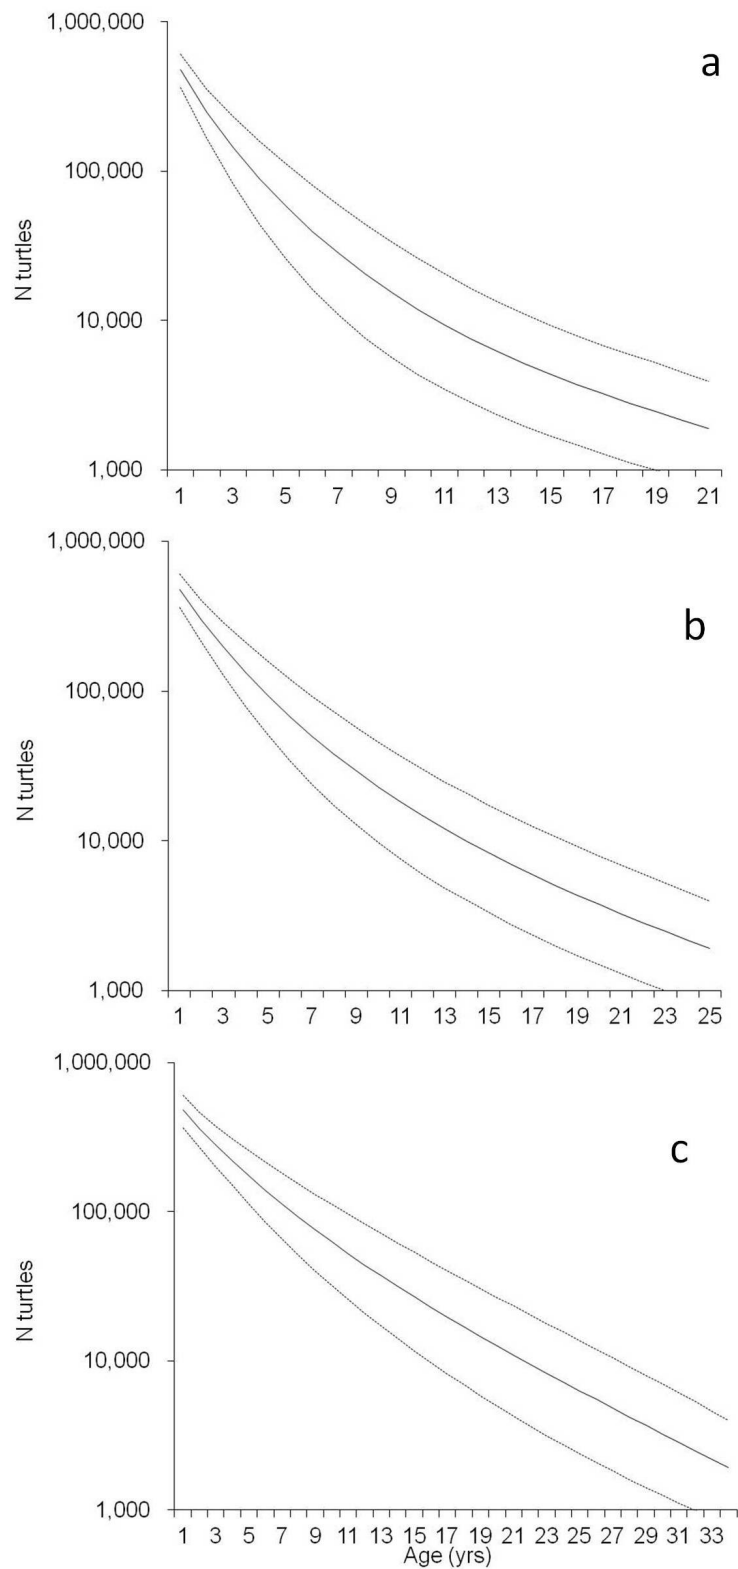 1,000,000
a
100,000
N turtles
10,000
1,000
1 3 5 7 9 11 13 15 17 19 21
1,000,000
b
100,000
N turtles
10,000
1,000
1 3 5 7 9 11 13 15 17 19 21 23 25
1,000,000
c
100,000
N turtles
10,000
1,000
1 3 5 7 9 11 13 15 17 19 21 23 25 27 29 31 33
Age (yrs)